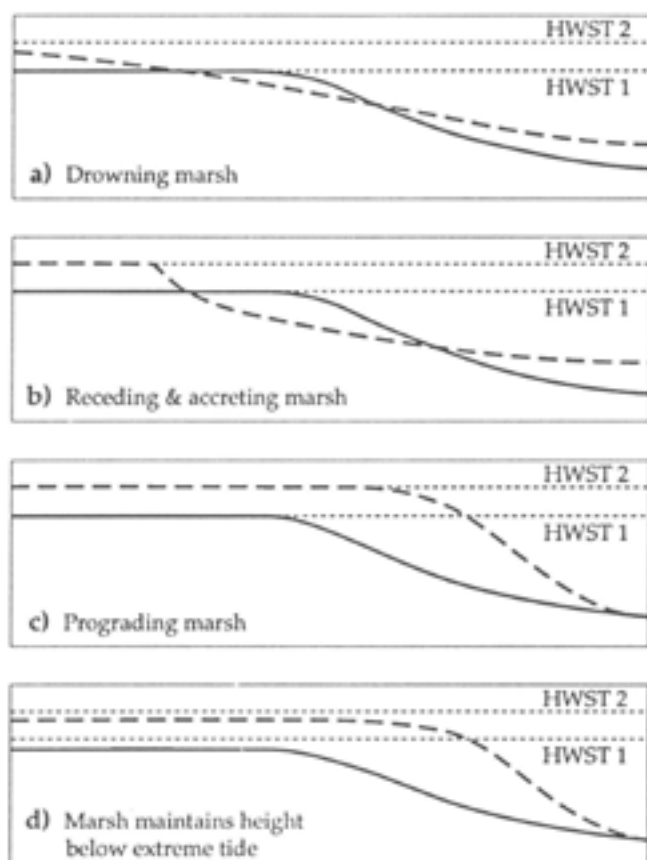 HWST 2
HWST 1
a) Drowning marsh
HWST 2
HWST 1
b) Receding & accreting marsh
HWST 2
HWST 1
c) Prograding marsh
HWST 2
HWST 1
d) Marsh maintains height
below extreme tide